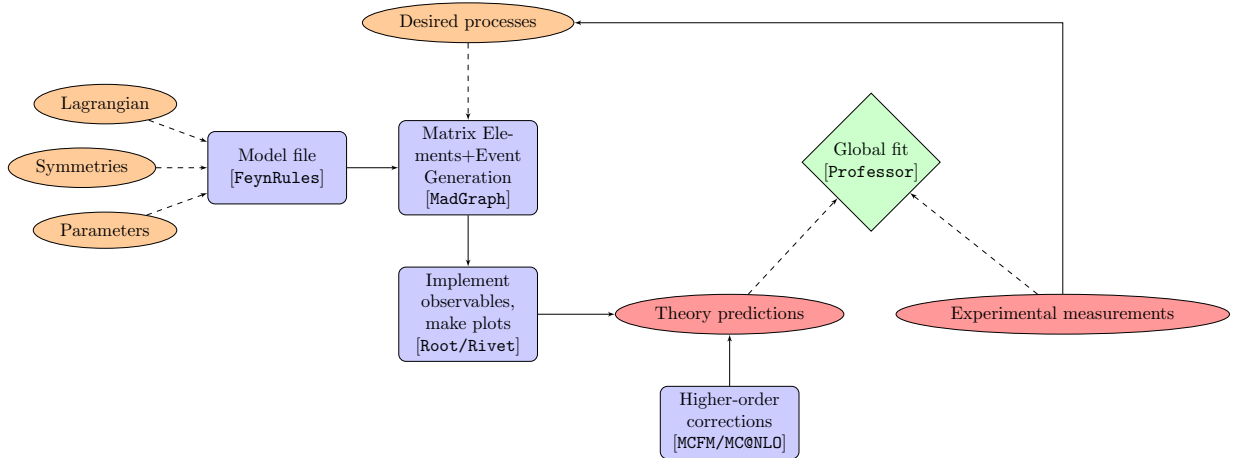 Desired processes
Lagrangian
Symmetries
Parameters
Model file
[FeynRules]
Matrix Ele-
ments+Event
Generation
[MadGraph]
Global fit
[Professor]
Implement
observables,
make plots
[Root/Rivet]
Theory predictions
Experimental measurements
Higher-order
corrections
[MCFM/MC@NLO]